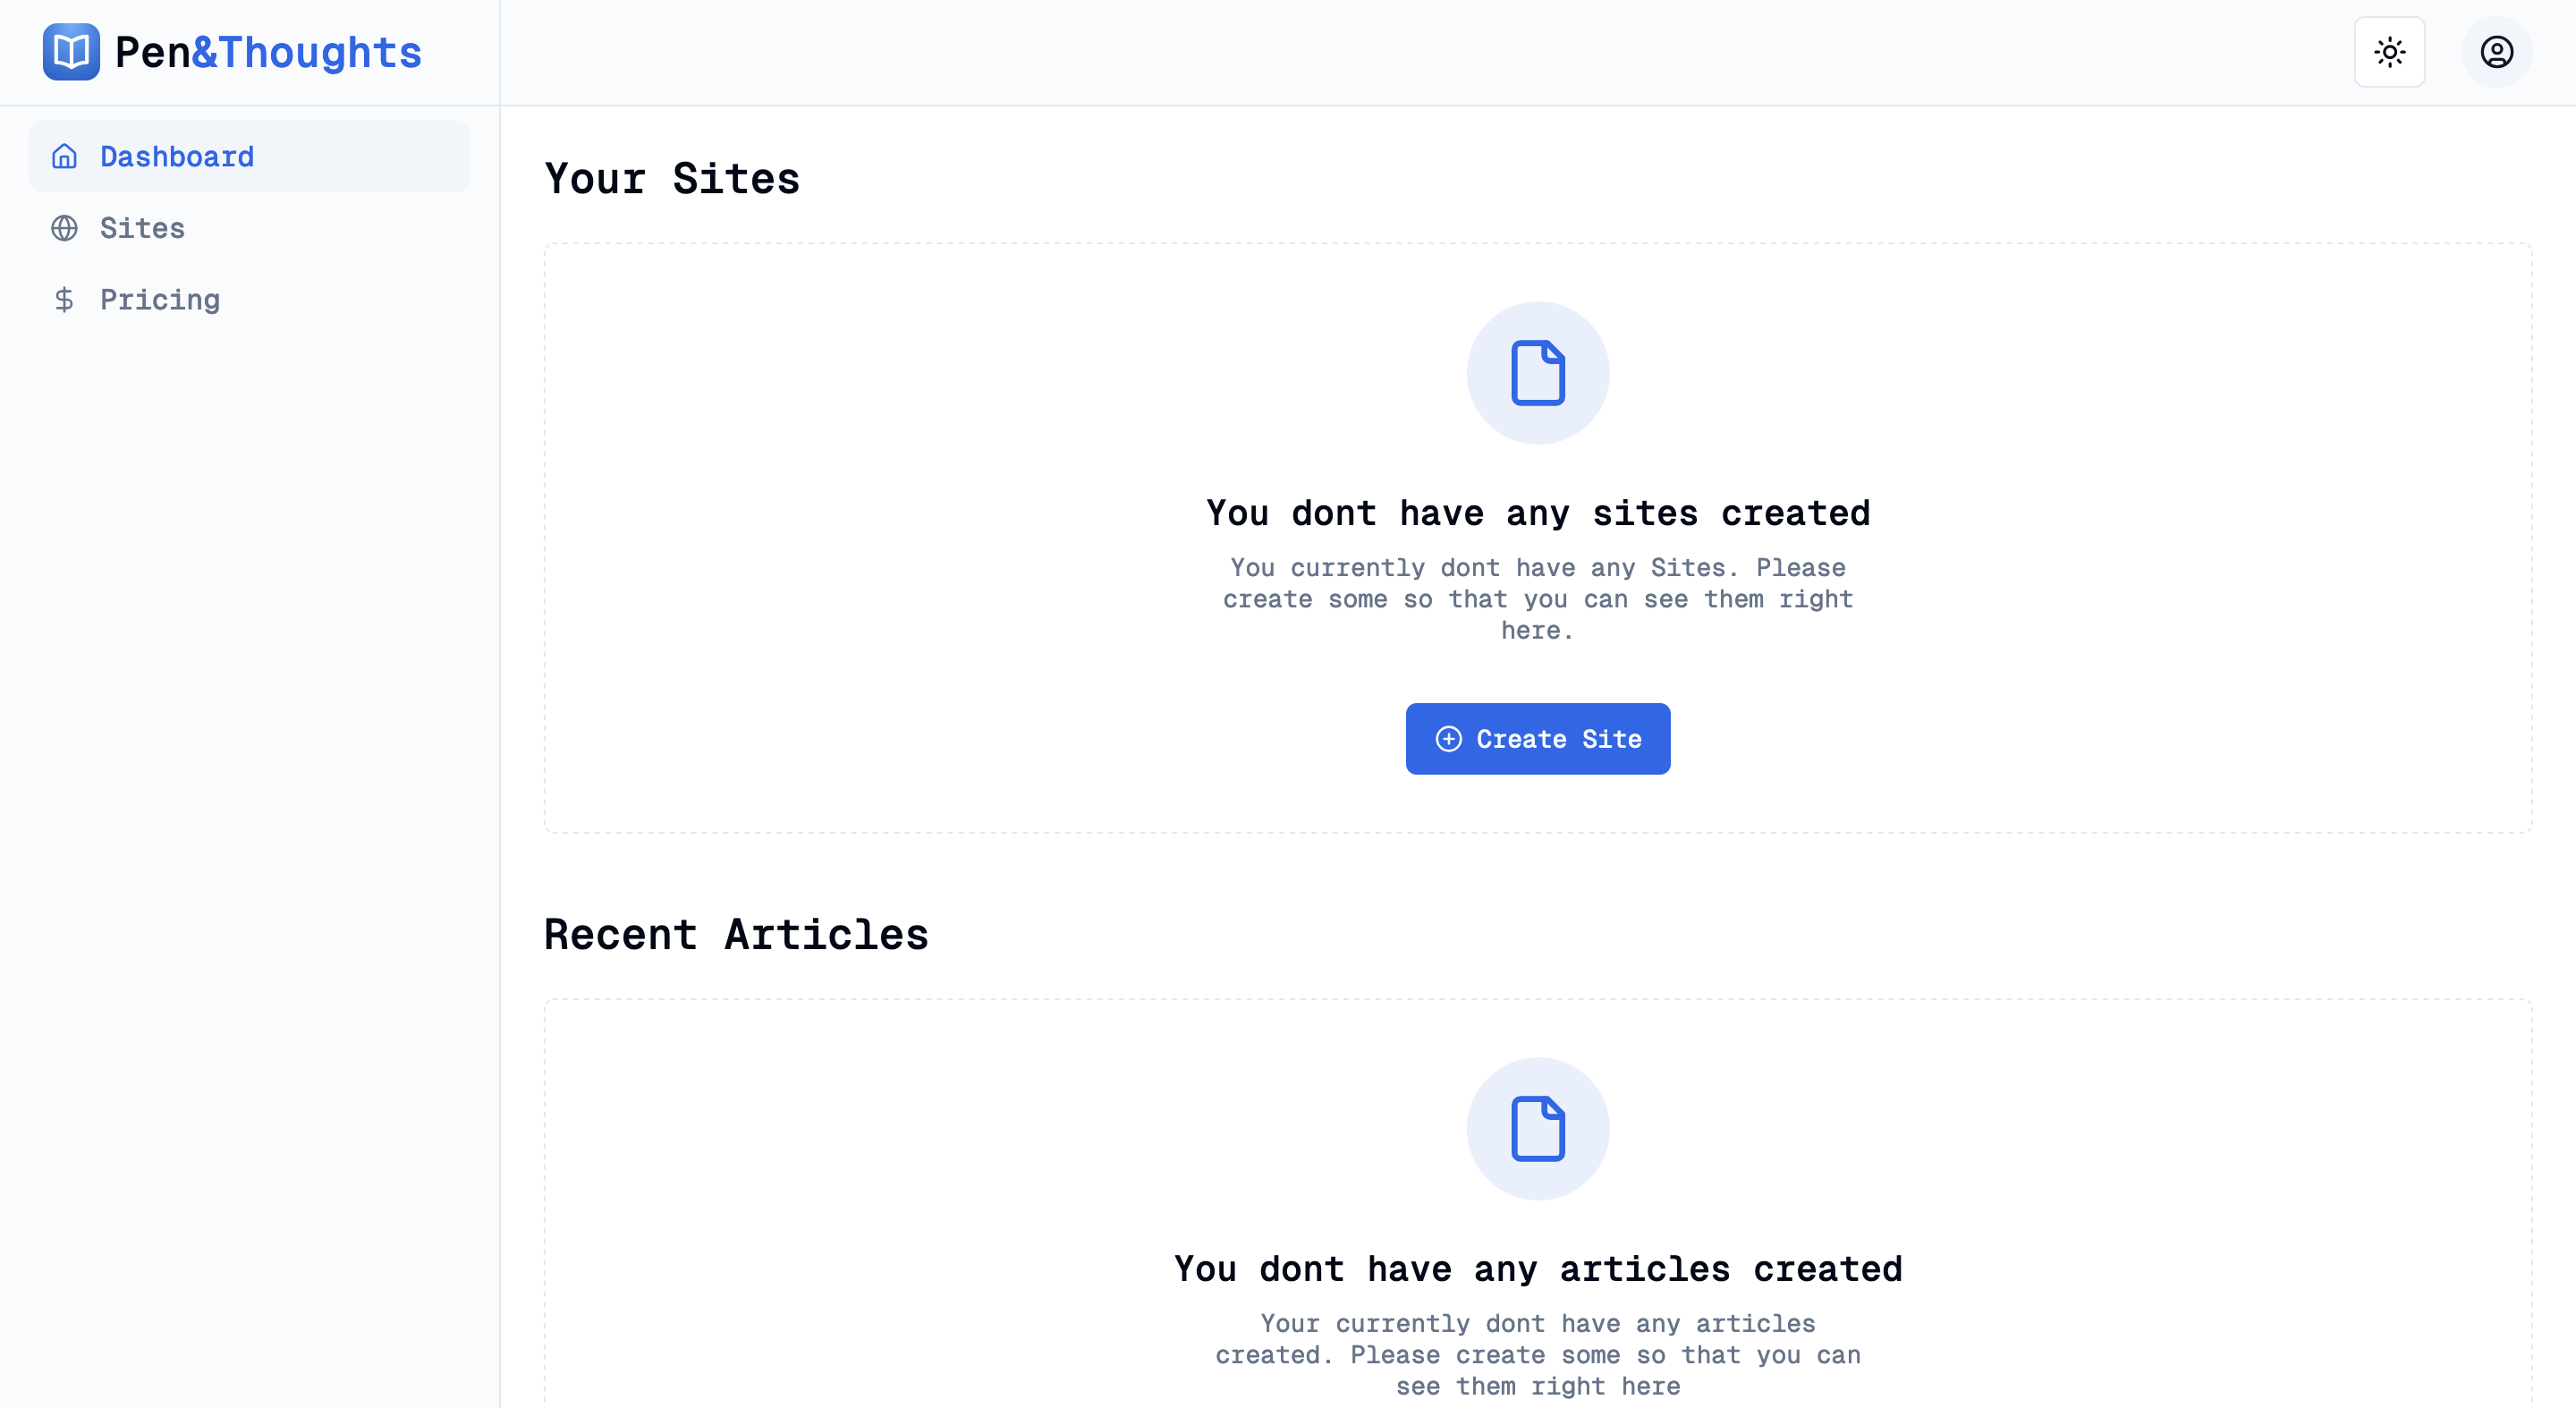 Pen&Thoughts
Dashboard
Sites
Pricing
Your Sites
You dont have any sites created
You currently dont have any Sites. Please
create some so that you can see them right
here.
Create Site
Recent Articles
You dont have any articles created
Your currently dont have any articles
created. Please create some so that you can
see them right here